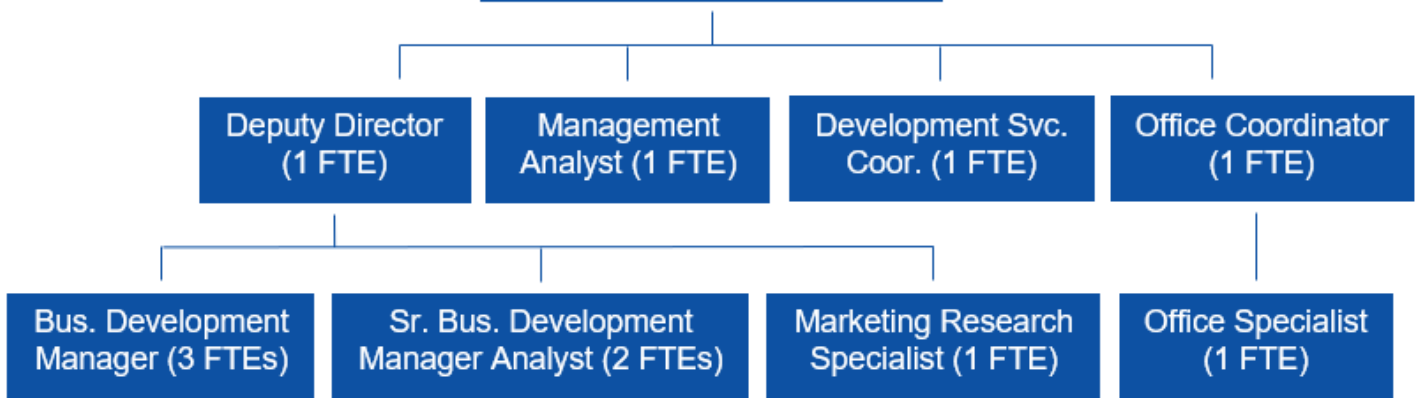 Deputy Director
(1 FTE)
Management
Analyst (1 FTE)
Development Svc.
Coor. (1 FTE)
Office Coordinator
(1 FTE)
Bus. Development
Manager (3 FTEs)
Sr. Bus. Development
Manager Analyst (2 FTEs)
Marketing Research
Specialist (1 FTE)
Office Specialist
(1 FTE)